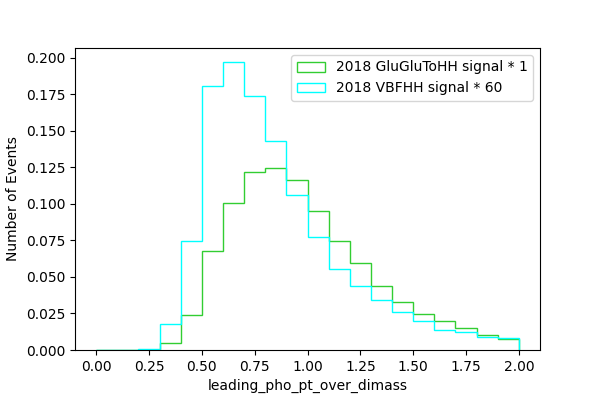 0.200
0.175
0.150
0.125
0.100
0.075
0.050
0.025
0.000
Number of Events
2018 GluGluToHH signal * 1
2018 VBFHH signal * 60
0.00 0.25 0.50 0.75 1.00 1.25 1.50 1.75 2.00
leading_pho_pt_over_dimass